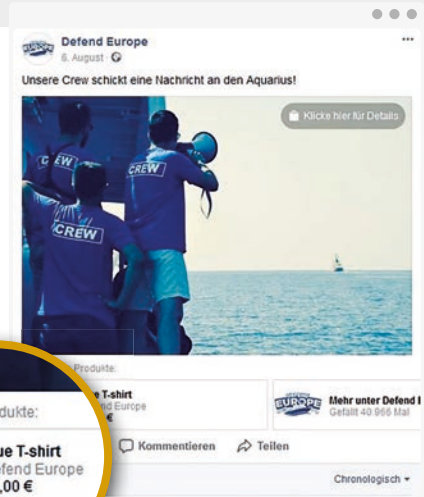 Defend Europe
6. August
Unsere Crew schickt eine Nachricht an den Aquarius!
Klicke hier für Details
CREW
CREW
CREW
Produkte:
T-shirt
Europe
€
DEFEND EUROPE
Mehr unter Defend
Gefällt 40.966 Mal
Kommentieren
Teilen
Chronologisch
dukte:
ue T-shirt
efend Europe
,00 €